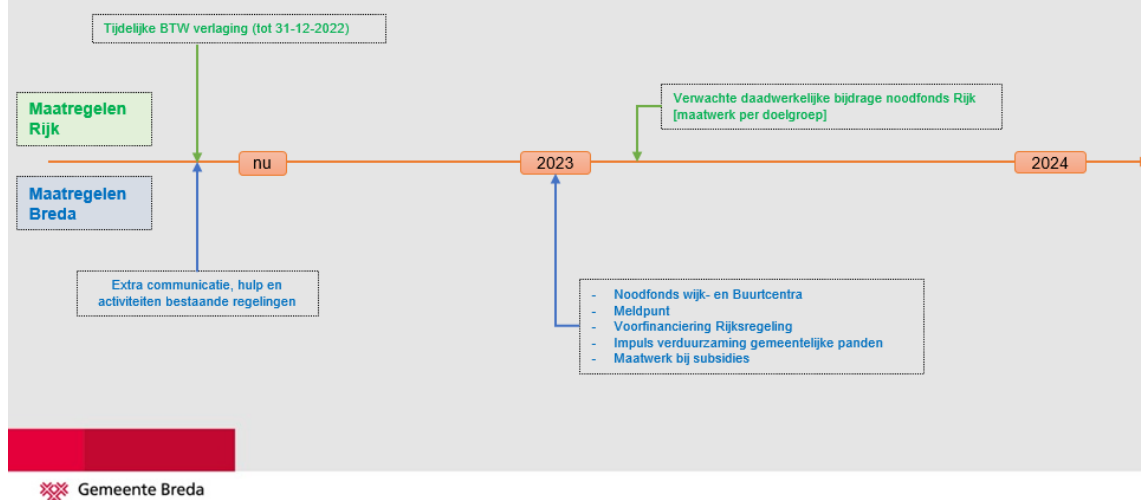 Tijdelijke BTW verlaging (tot 31-12-2022)
Maatregelen
Rijk
Verwachte daadwerkelijke bijdrage noodfonds Rijk
[maatwerk per doelgroep]
nu
2023
2024
Maatregelen
Breda
Extra communicatie, hulp en
activiteiten bestaande regelingen
- Noodfonds wijk- en Buurtcentra
- Meldpunt
- Voorfinanciering Rijksregeling
- Impuls verduurzaming gemeentelijke panden
- Maatwerk bij subsidies
Gemeente Breda